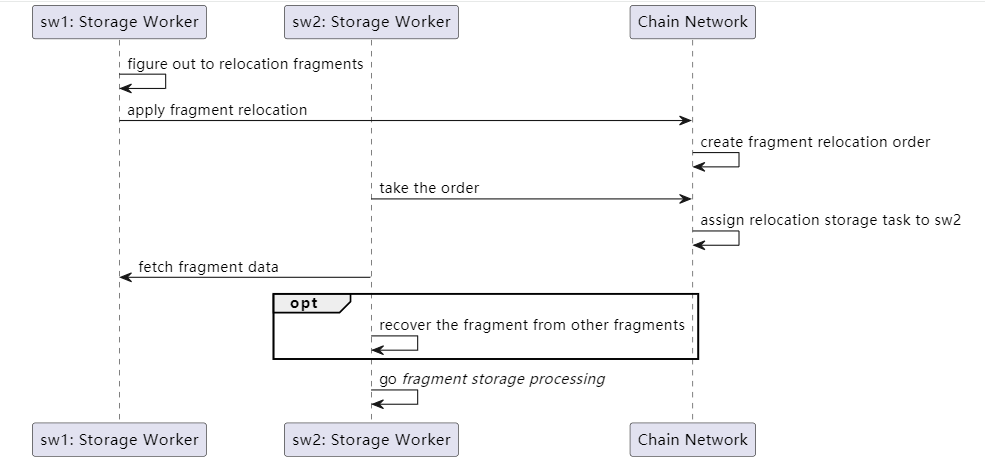 sw1: Storage Worker
sw2: Storage Worker
Chain Network
figure out to relocation fragments
apply fragment relocation
create fragment relocation order
take the order
assign relocation storage task to sw2
fetch fragment data
opt
recover the fragment from other fragments
go fragment storage processing
sw1: Storage Worker
sw2: Storage Worker
Chain Network